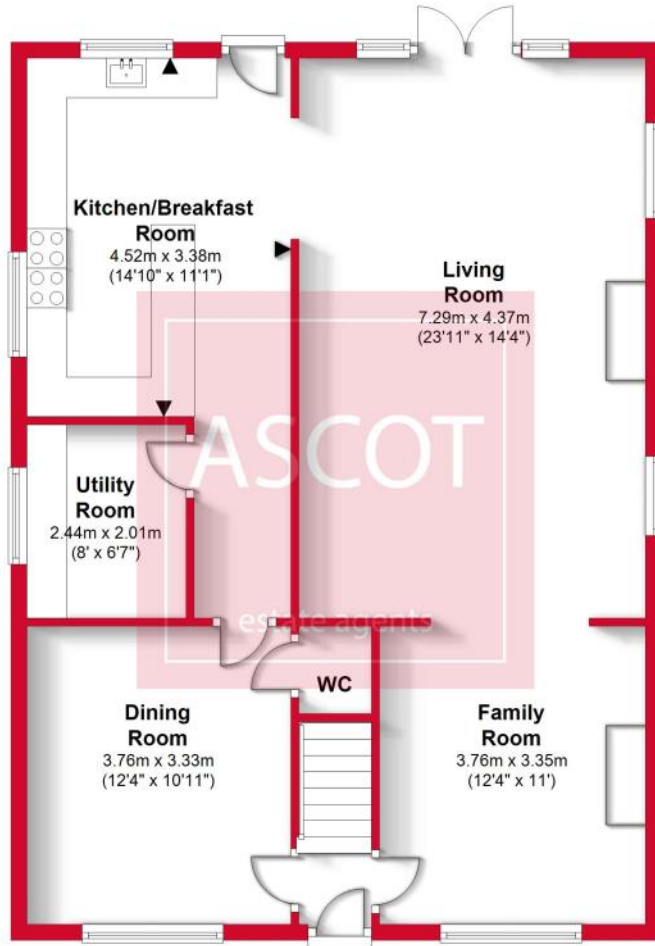 Kitchen/Breakfast
Room
4.52m x 3.38m
(14'10" x 11'1")
Living
Room
7.29m x 4.37m
(23'11" x 14'4")
ASCOT
estate agents
Utility
Room
2.44m x 2.01m
(8' x 6'7")
WC
Dining
Room
3.76m x 3.33m
(12'4" x 10'11")
Family
Room
3.76m x 3.35m
(12'4" x 11')